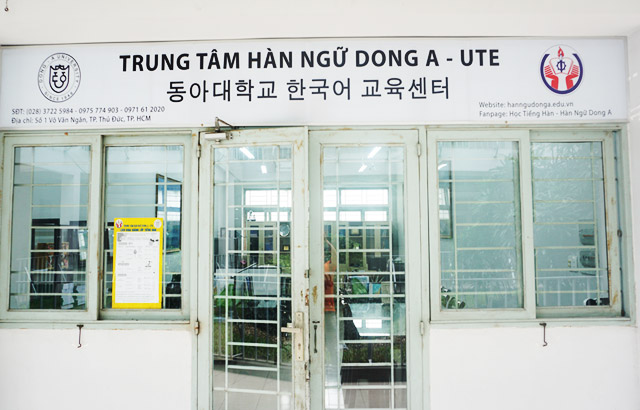 TRUNG TÂM HÀN NGỮ DONG A - UTE
동아대학교 한국어 교육센터
SĐT: (028) 3722 5984 - 0975 774 903 - 0971 61 2020
Địa chỉ: Số 1 Võ Văn Ngân, TP. Thủ Đức, TP. HCM
Website: hanngudonga.edu.vn
Fanpage: Học Tiếng Hàn - Hàn Ngữ Dong A